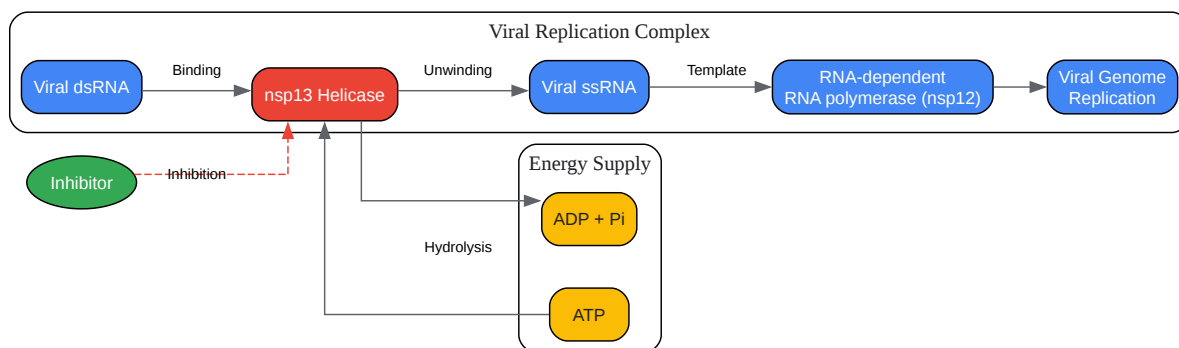 Viral Replication Complex
Viral dsRNA
Binding
nsp13 Helicase
Unwinding
Viral ssRNA
Template
RNA-dependent
RNA polymerase (nsp12)
Viral Genome
Replication
Inhibitor
Inhibition
Energy Supply
ADP + Pi
Hydrolysis
ATP